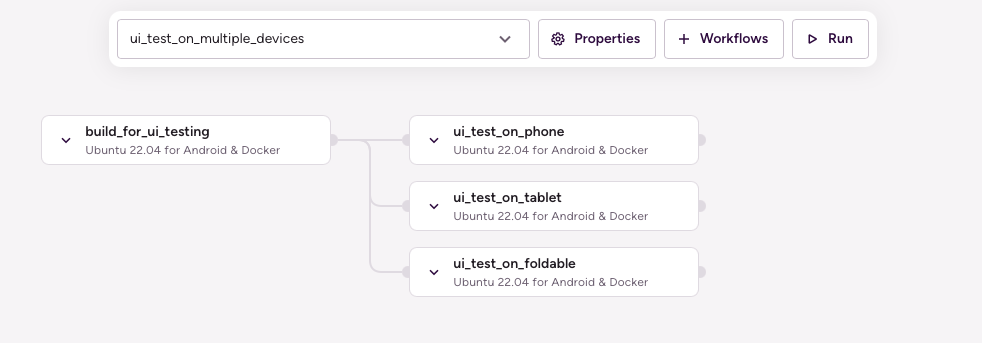 ui_test_on_multiple_devices
Properties
Workflows
Run
build_for_ui_testing
Ubuntu 22.04 for Android & Docker
ui_test_on_phone
Ubuntu 22.04 for Android & Docker
ui_test_on_tablet
Ubuntu 22.04 for Android & Docker
ui_test_on_foldable
Ubuntu 22.04 for Android & Docker